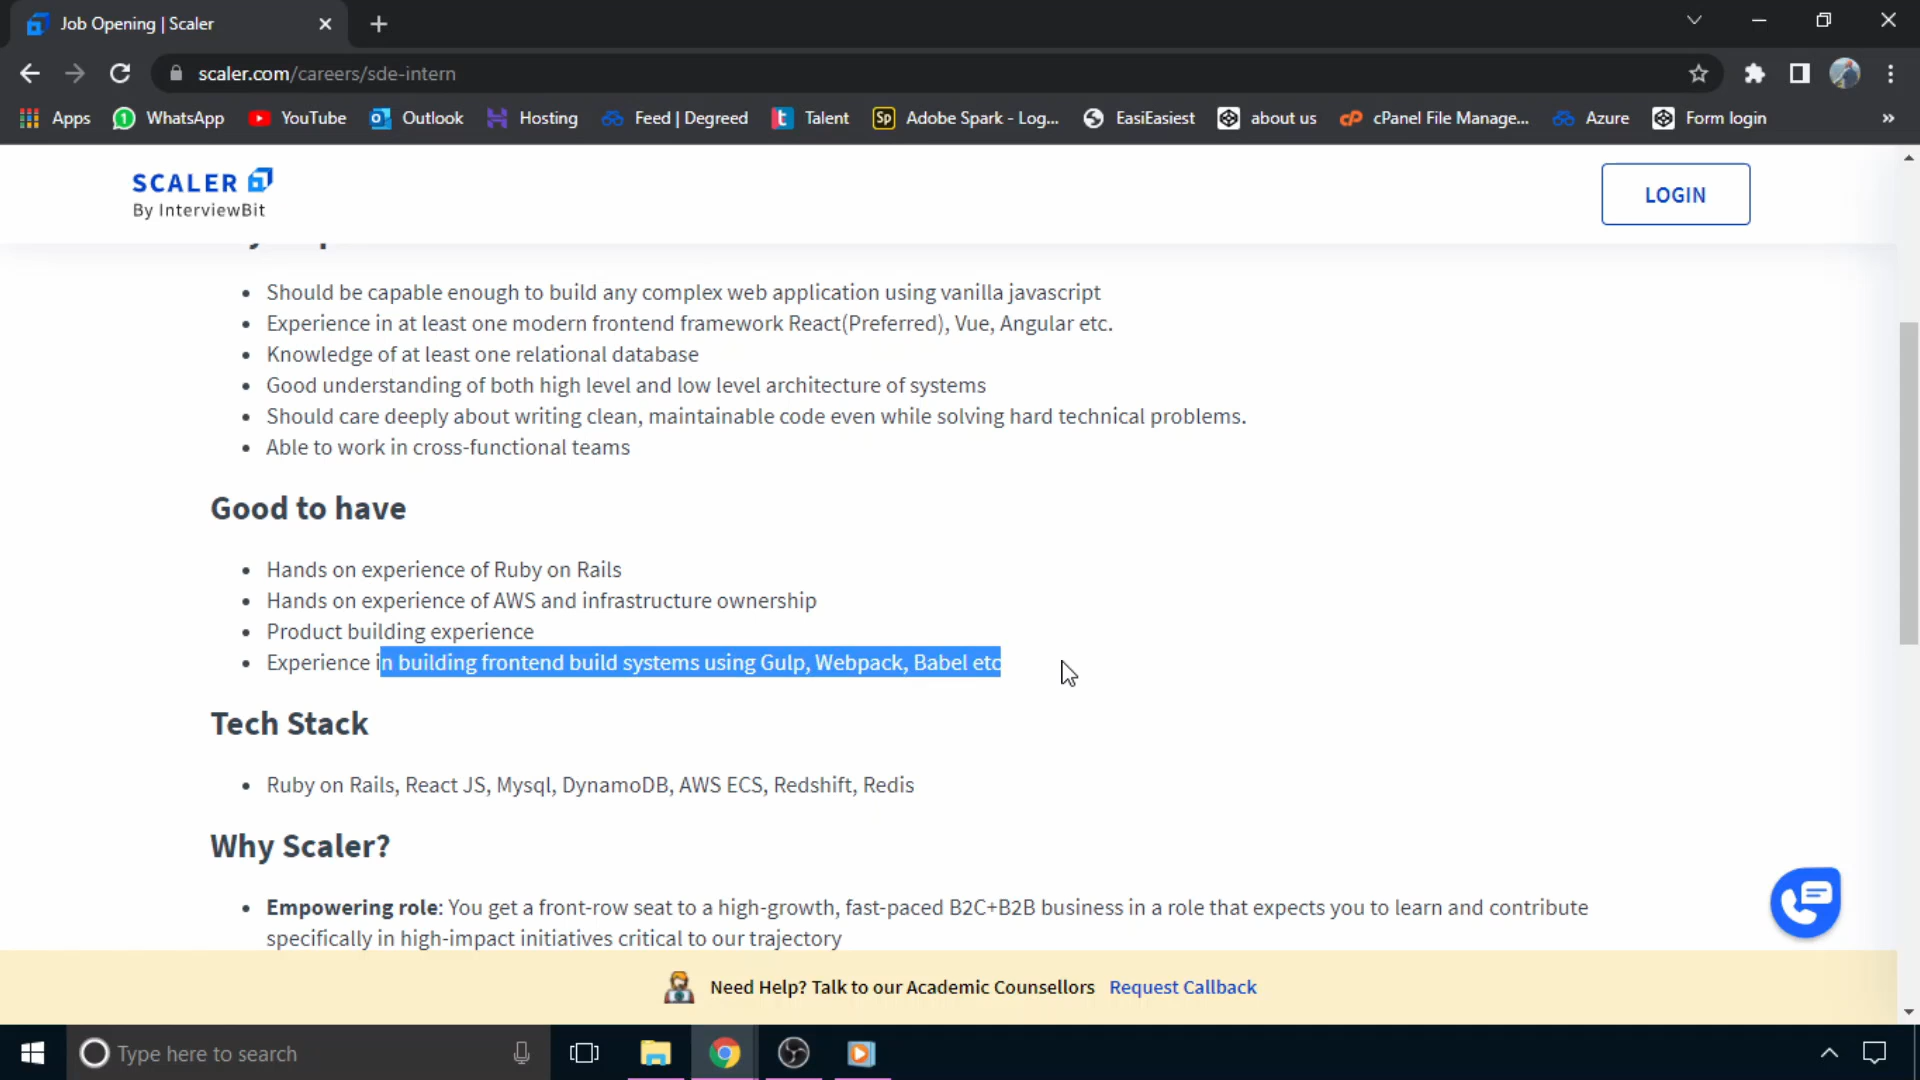 Job Opening | Scaler
scaler.com/careers/sde-intern
Apps WhatsApp YouTube Outlook Hosting Feed | Degreed Talent Sp Adobe Spark - Log... EasiEasiest about us cPanel File Manage... Azure Form login »
SCALER
By InterviewBit
LOGIN
Should be capable enough to build any complex web application using vanilla javascript
Experience in at least one modern frontend framework React(Preferred), Vue, Angular etc.
Knowledge of at least one relational database
Good understanding of both high level and low level architecture of systems
Should care deeply about writing clean, maintainable code even while solving hard technical problems.
Able to work in cross-functional teams
Good to have
Hands on experience of Ruby on Rails
Hands on experience of AWS and infrastructure ownership
Product building experience
Experience in building frontend build systems using Gulp, Webpack, Babel etc
Tech Stack
Ruby on Rails, React JS, Mysql, DynamoDB, AWS ECS, Redshift, Redis
Why Scaler?
Empowering role: You get a front-row seat to a high-growth, fast-paced B2C+B2B business in a role that expects you to learn and contribute
specifically in high-impact initiatives critical to our trajectory
Need Help? Talk to our Academic Counsellors Request Callback
Type here to search